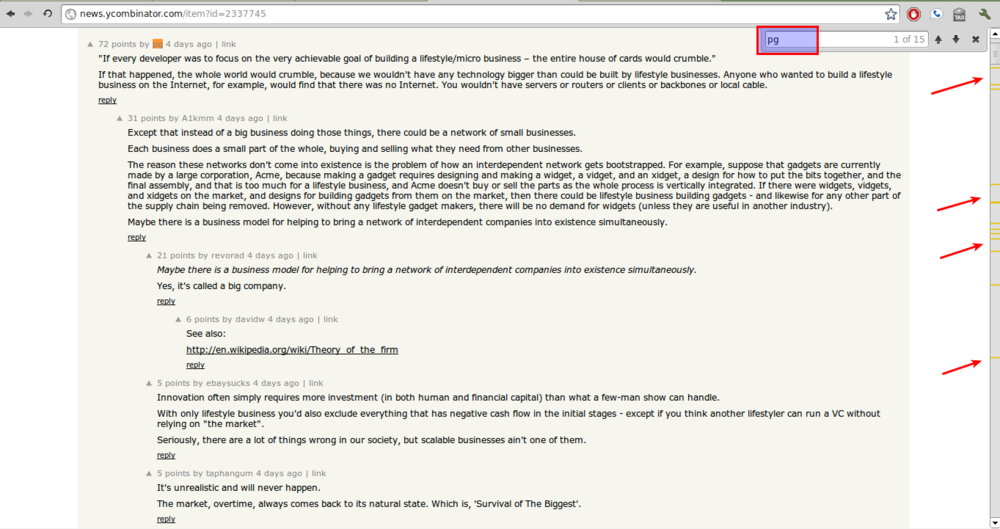 news.ycombinator.com/item?id=2337745
pg 1 of 15
72 points by pg 4 days ago | link
"If every developer was to focus on the very achievable goal of building a lifestyle/micro business – the entire house of cards would crumble."
If that happened, the whole world would crumble, because we wouldn't have any technology bigger than could be built by lifestyle businesses. Anyone who wanted to build a lifestyle
business on the Internet, for example, would find that there was no Internet. You wouldn't have servers or routers or clients or backbones or local cable.
reply
31 points by A1kmm 4 days ago | link
Except that instead of a big business doing those things, there could be a network of small businesses.
Each business does a small part of the whole, buying and selling what they need from other businesses.
The reason these networks don't come into existence is the problem of how an interdependent network gets bootstrapped. For example, suppose that gadgets are currently
made by a large corporation, Acme, because making a gadget requires designing and making a widget, a vidget, and an xidget, a design for how to put the bits together, and the
final assembly, and that is too much for a lifestyle business, and Acme doesn't buy or sell the parts as the whole process is vertically integrated. If there were widgets, vidgets,
and xidgets on the market, and designs for building gadgets from them on the market, then there could be lifestyle business building gadgets - and likewise for any other part of
the supply chain being removed. However, without any lifestyle gadget makers, there will be no demand for widgets (unless they are useful in another industry).
Maybe there is a business model for helping to bring a network of interdependent companies into existence simultaneously.
reply
21 points by revorad 4 days ago | link
Maybe there is a business model for helping to bring a network of interdependent companies into existence simultaneously.
Yes, it's called a big company.
reply
6 points by davidw 4 days ago | link
See also:
http://en.wikipedia.org/wiki/Theory_of_the_firm
reply
5 points by ebaysucks 4 days ago | link
Innovation often simply requires more investment (in both human and financial capital) than what a few-man show can handle.
With only lifestyle business you'd also exclude everything that has negative cash flow in the initial stages - except if you think another lifestyler can run a VC without
relying on "the market".
Seriously, there are a lot of things wrong in our society, but scalable businesses ain't one of them.
reply
5 points by taphangum 4 days ago | link
It's unrealistic and will never happen.
The market, overtime, always comes back to its natural state. Which is, 'Survival of The Biggest'.
reply